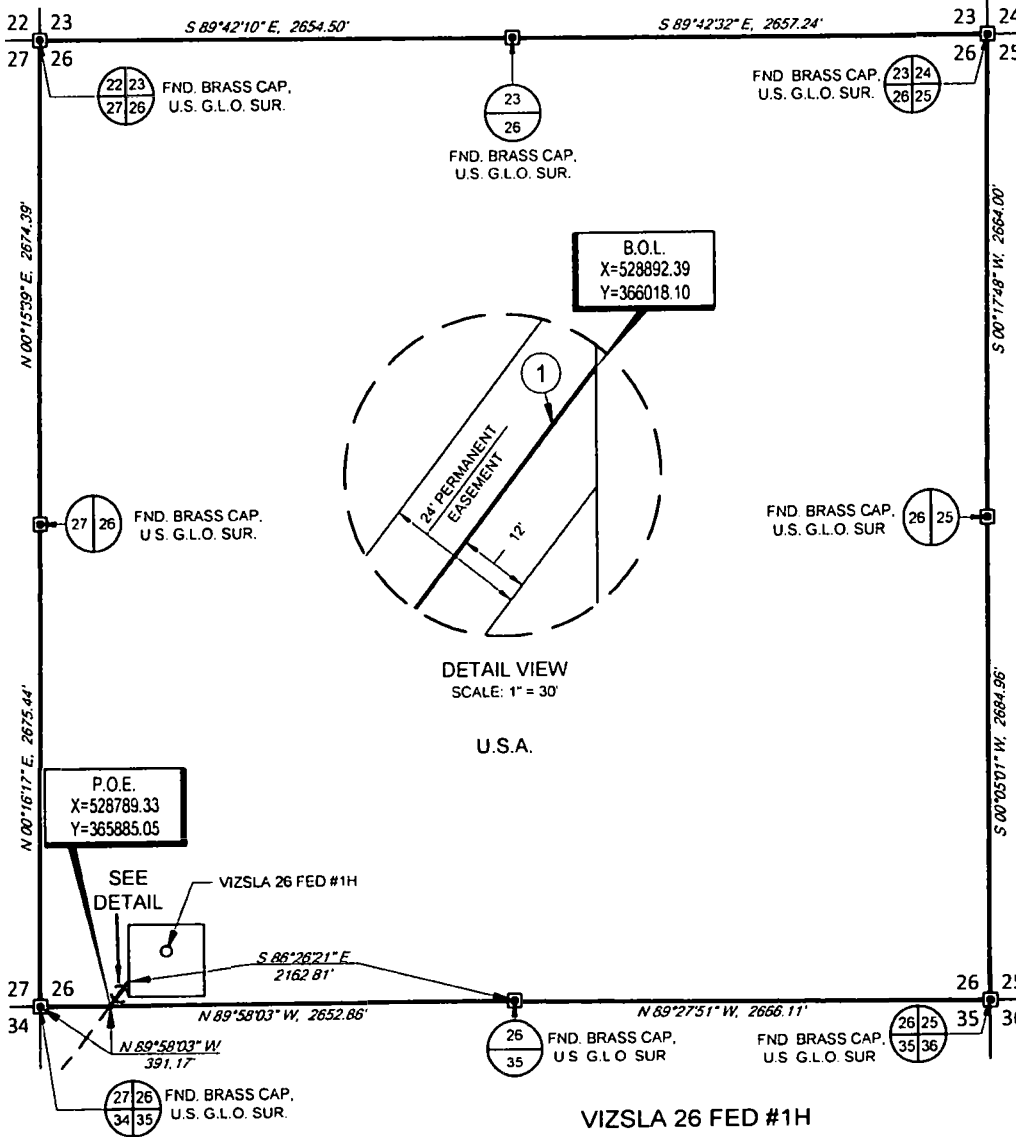 22 23
S 89°42'10" E, 2654.50'
S 89°42'32" E, 2657.24'
23 24
27 26
26 25
22 23
27 26
FND. BRASS CAP,
U.S. G.L.O. SUR.
23
26
FND. BRASS CAP,
U.S. G.L.O. SUR.
FND BRASS CAP,
U.S. G.L.O. SUR.
23 24
26 25
N 00°15'39" E, 2674.39'
S 00°17'48" W, 2664.00'
B.O.L.
X=528892.39
Y=366018.10
1
24' PERMANENT
EASEMENT
12'
27 26
FND. BRASS CAP,
U.S. G.L.O. SUR.
FND. BRASS CAP,
U.S. G.L.O. SUR
26 25
DETAIL VIEW
SCALE: 1" = 30'
U.S.A.
N 00°16'17" E, 2675.44'
S 00°05'01" W, 2684.96'
P.O.E.
X=528789.33
Y=365885.05
SEE
DETAIL
VIZSLA 26 FED #1H
S 86°26'21" E
2162 81'
27 26
34
N 89°58'03" W, 2652.86'
N 89°27'51" W, 2666.11'
26 25
35 36
N 89°58'03" W
391.17'
27 26
34 35
FND. BRASS CAP,
U.S. G.L.O. SUR.
26
35
FND BRASS CAP,
U S G.L.O SUR
FND BRASS CAP,
U.S G.L.O. SUR
26 25
35 36
VIZSLA 26 FED #1H